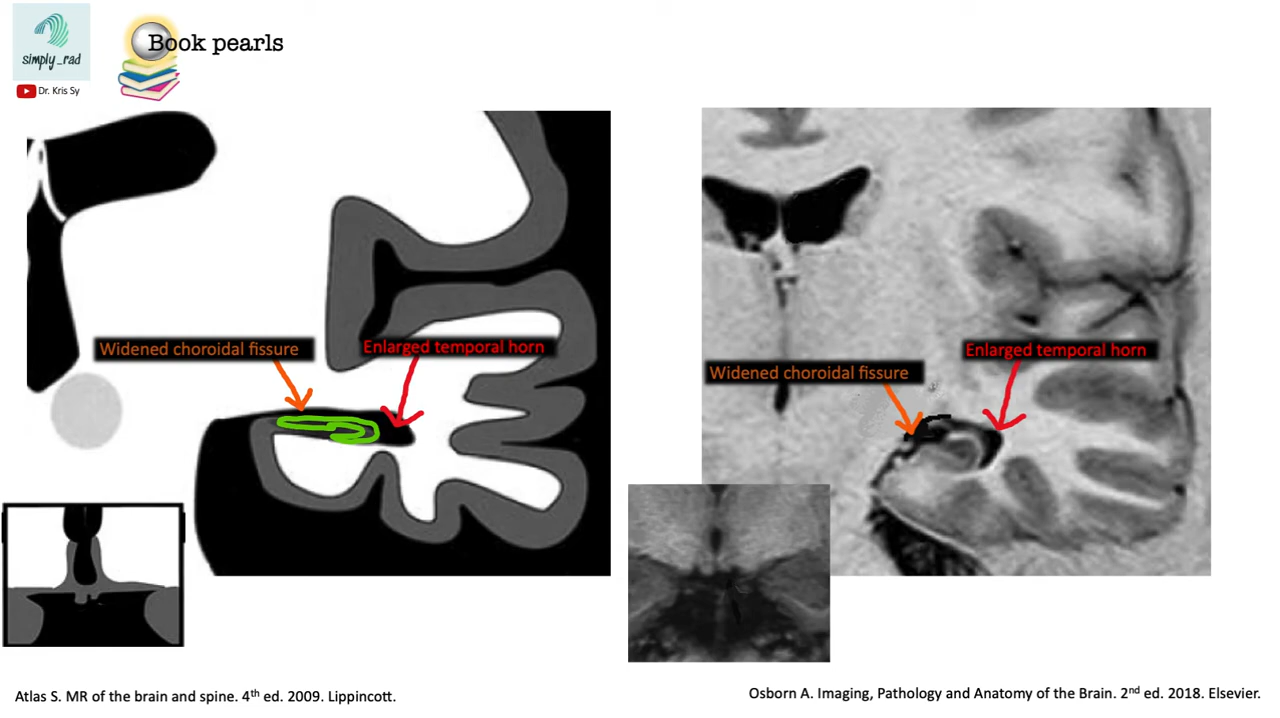 simply_rad
Dr. Kris Sy
Book pearls
Widened choroidal fissure
Enlarged temporal horn
Widened choroidal fissure
Enlarged temporal horn
Atlas S. MR of the brain and spine. 4th ed. 2009. Lippincott.
Osborn A. Imaging, Pathology and Anatomy of the Brain. 2nd ed. 2018. Elsevier.